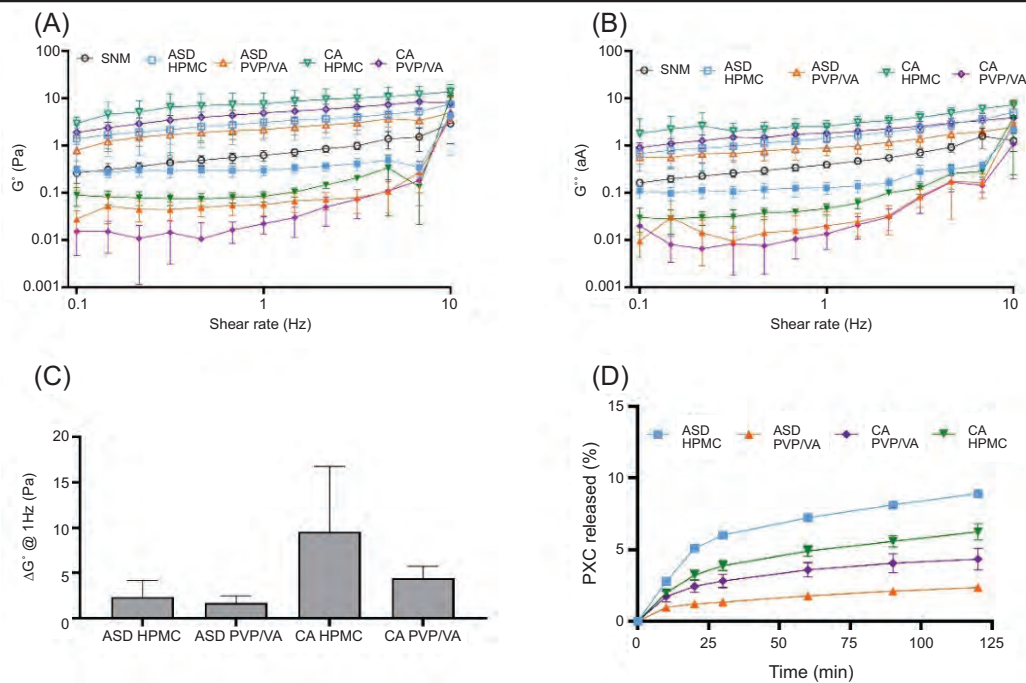 (A)
SNM
ASD HPMC
ASD PVP/VA
CA HPMC
CA PVP/VA
100
10
1
0.1
0.01
0.001
G°  (Pa)
0.1
1
10
Shear rate (Hz)
(B)
SNM
ASD HPMC
ASD PVP/VA
CA HPMC
CA PVP/VA
100
10
1
0.1
0.01
0.001
G°° (aA)
0.1
1
10
Shear rate (Hz)
(C)
20
15
10
5
0
ΔG° @ 1Hz (Pa)
ASD HPMC
ASD PVP/VA
CA HPMC
CA PVP/VA
(D)
ASD HPMC
ASD PVP/VA
CA PVP/VA
CA HPMC
15
10
5
0
PXC released (%)
0
25
50
75
100
125
Time (min)